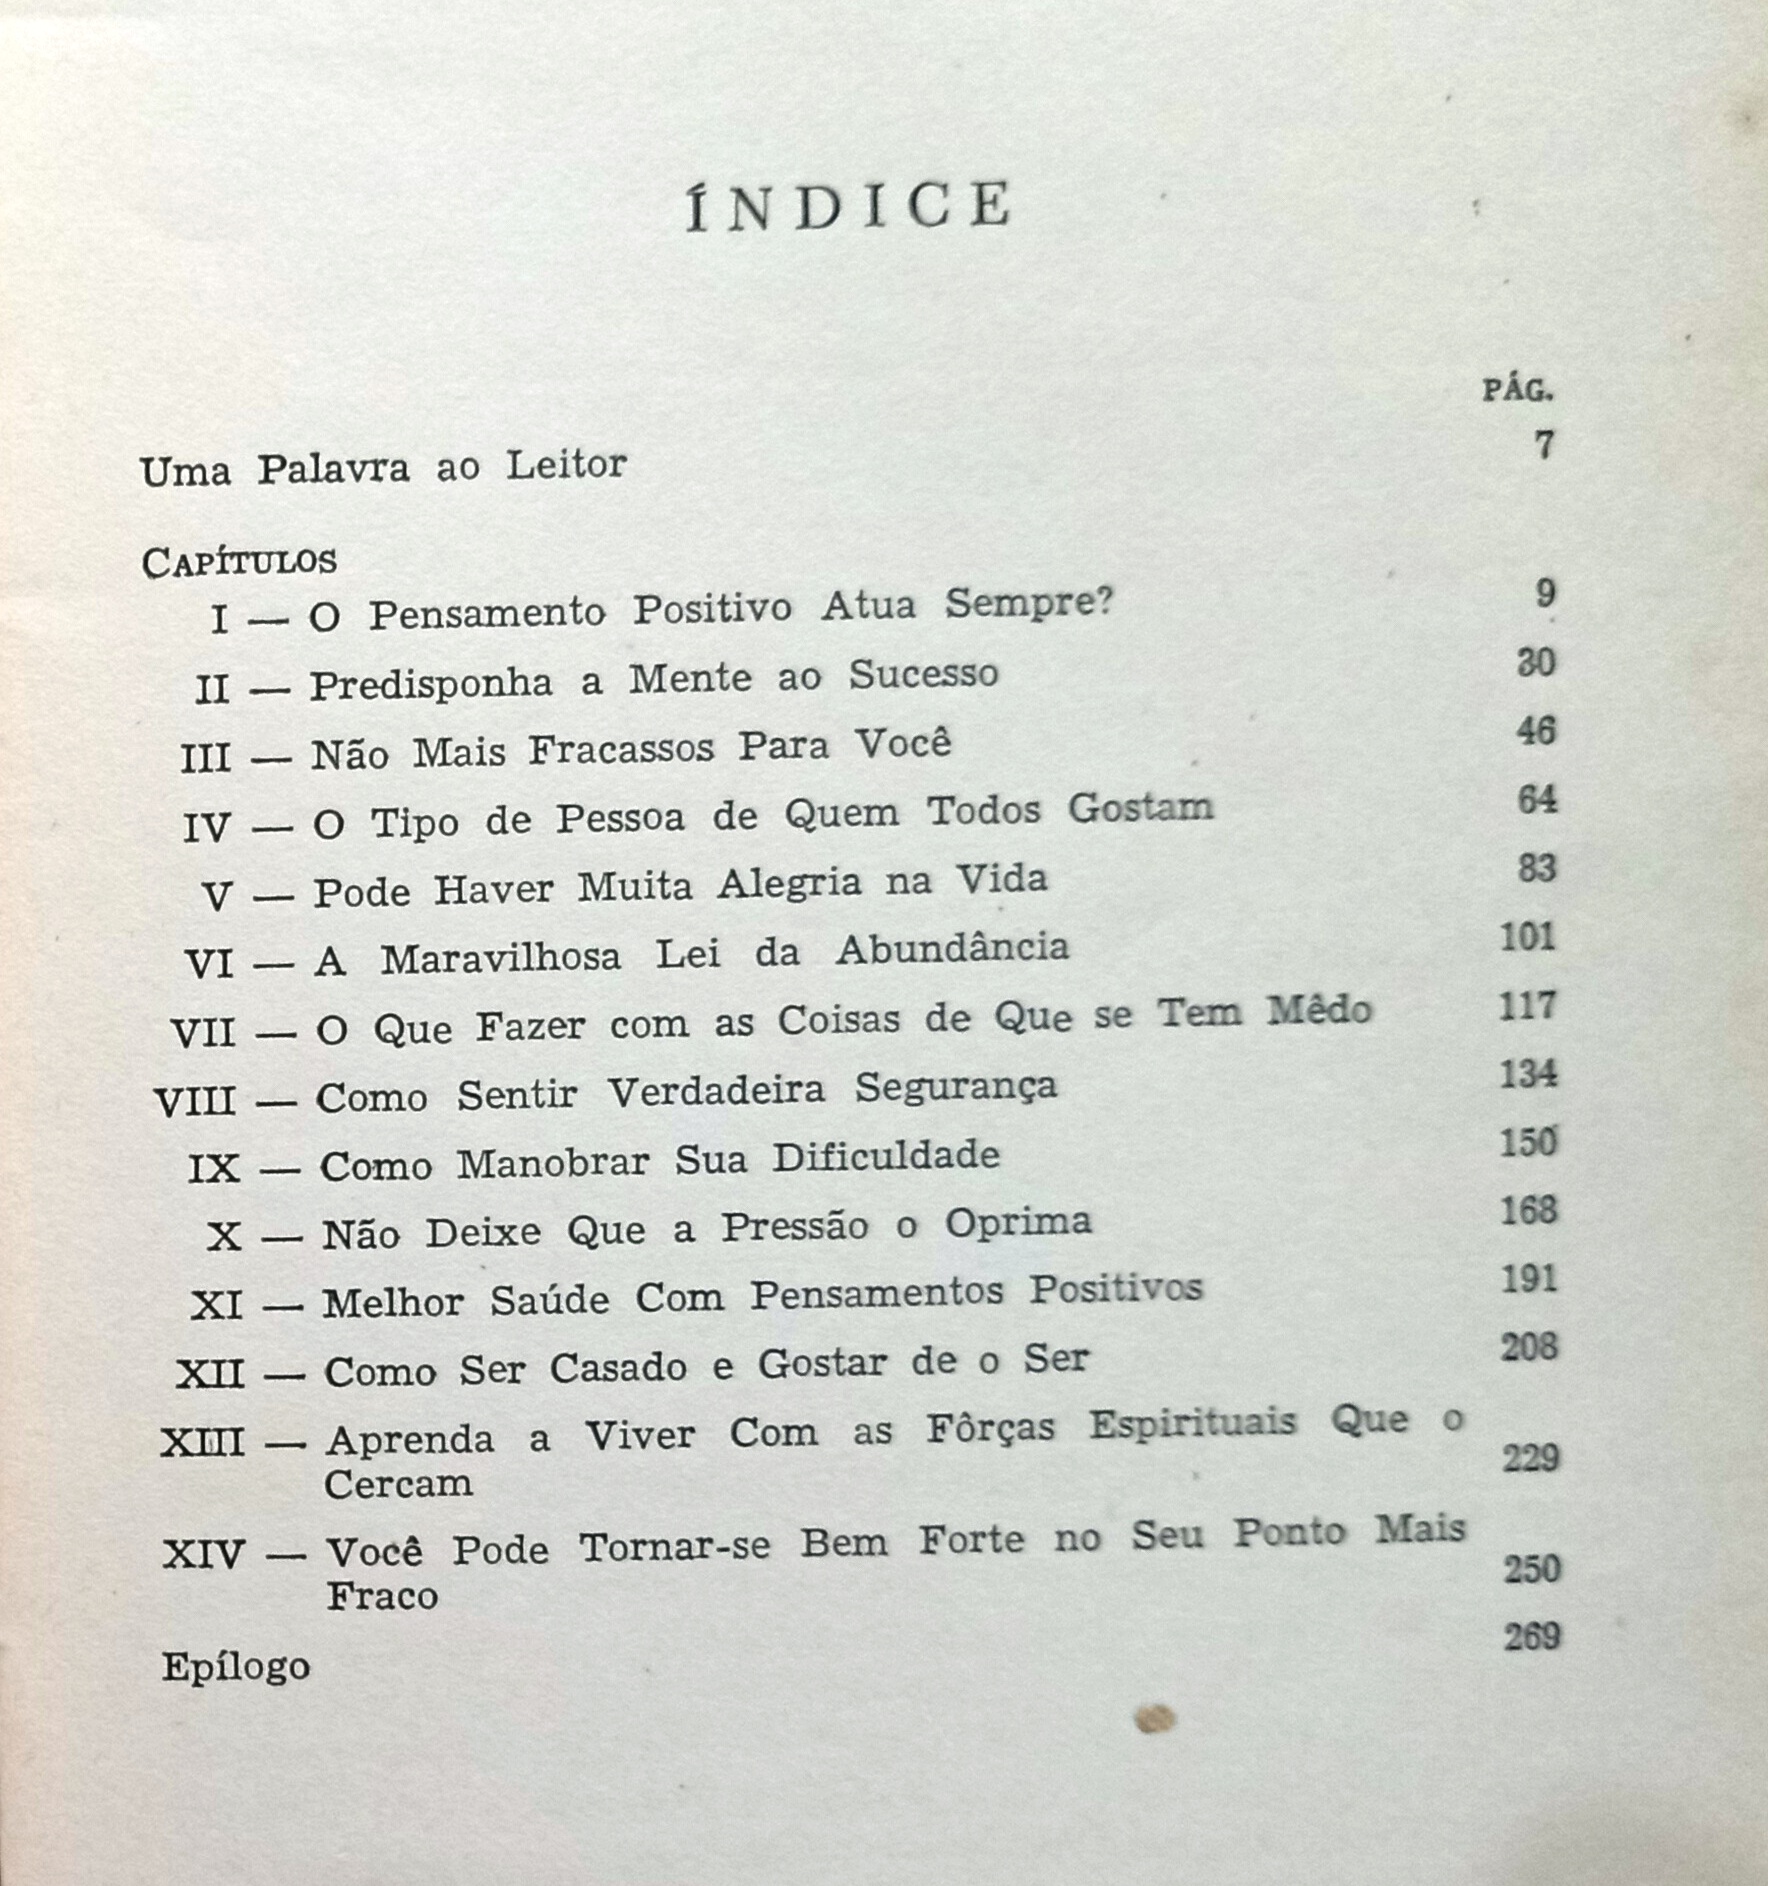 ÍNDICE
PÁG.
Uma Palavra ao Leitor 7
CAPÍTULOS
I — O Pensamento Positivo Atua Sempre? 9
II — Predisponha a Mente ao Sucesso 30
III — Não Mais Fracassos Para Você 46
IV — O Tipo de Pessoa de Quem Todos Gostam 64
V — Pode Haver Muita Alegria na Vida 83
VI — A Maravilhosa Lei da Abundância 101
VII — O Que Fazer com as Coisas de Que se Tem Mêdo 117
VIII — Como Sentir Verdadeira Segurança 134
IX — Como Manobrar Sua Dificuldade 150
X — Não Deixe Que a Pressão o Oprima 168
XI — Melhor Saúde Com Pensamentos Positivos 191
XII — Como Ser Casado e Gostar de o Ser 208
XIII — Aprenda a Viver Com as Fôrças Espirituais Que o
Cercam 229
XIV — Você Pode Tornar-se Bem Forte no Seu Ponto Mais
Fraco 250
Epílogo 269